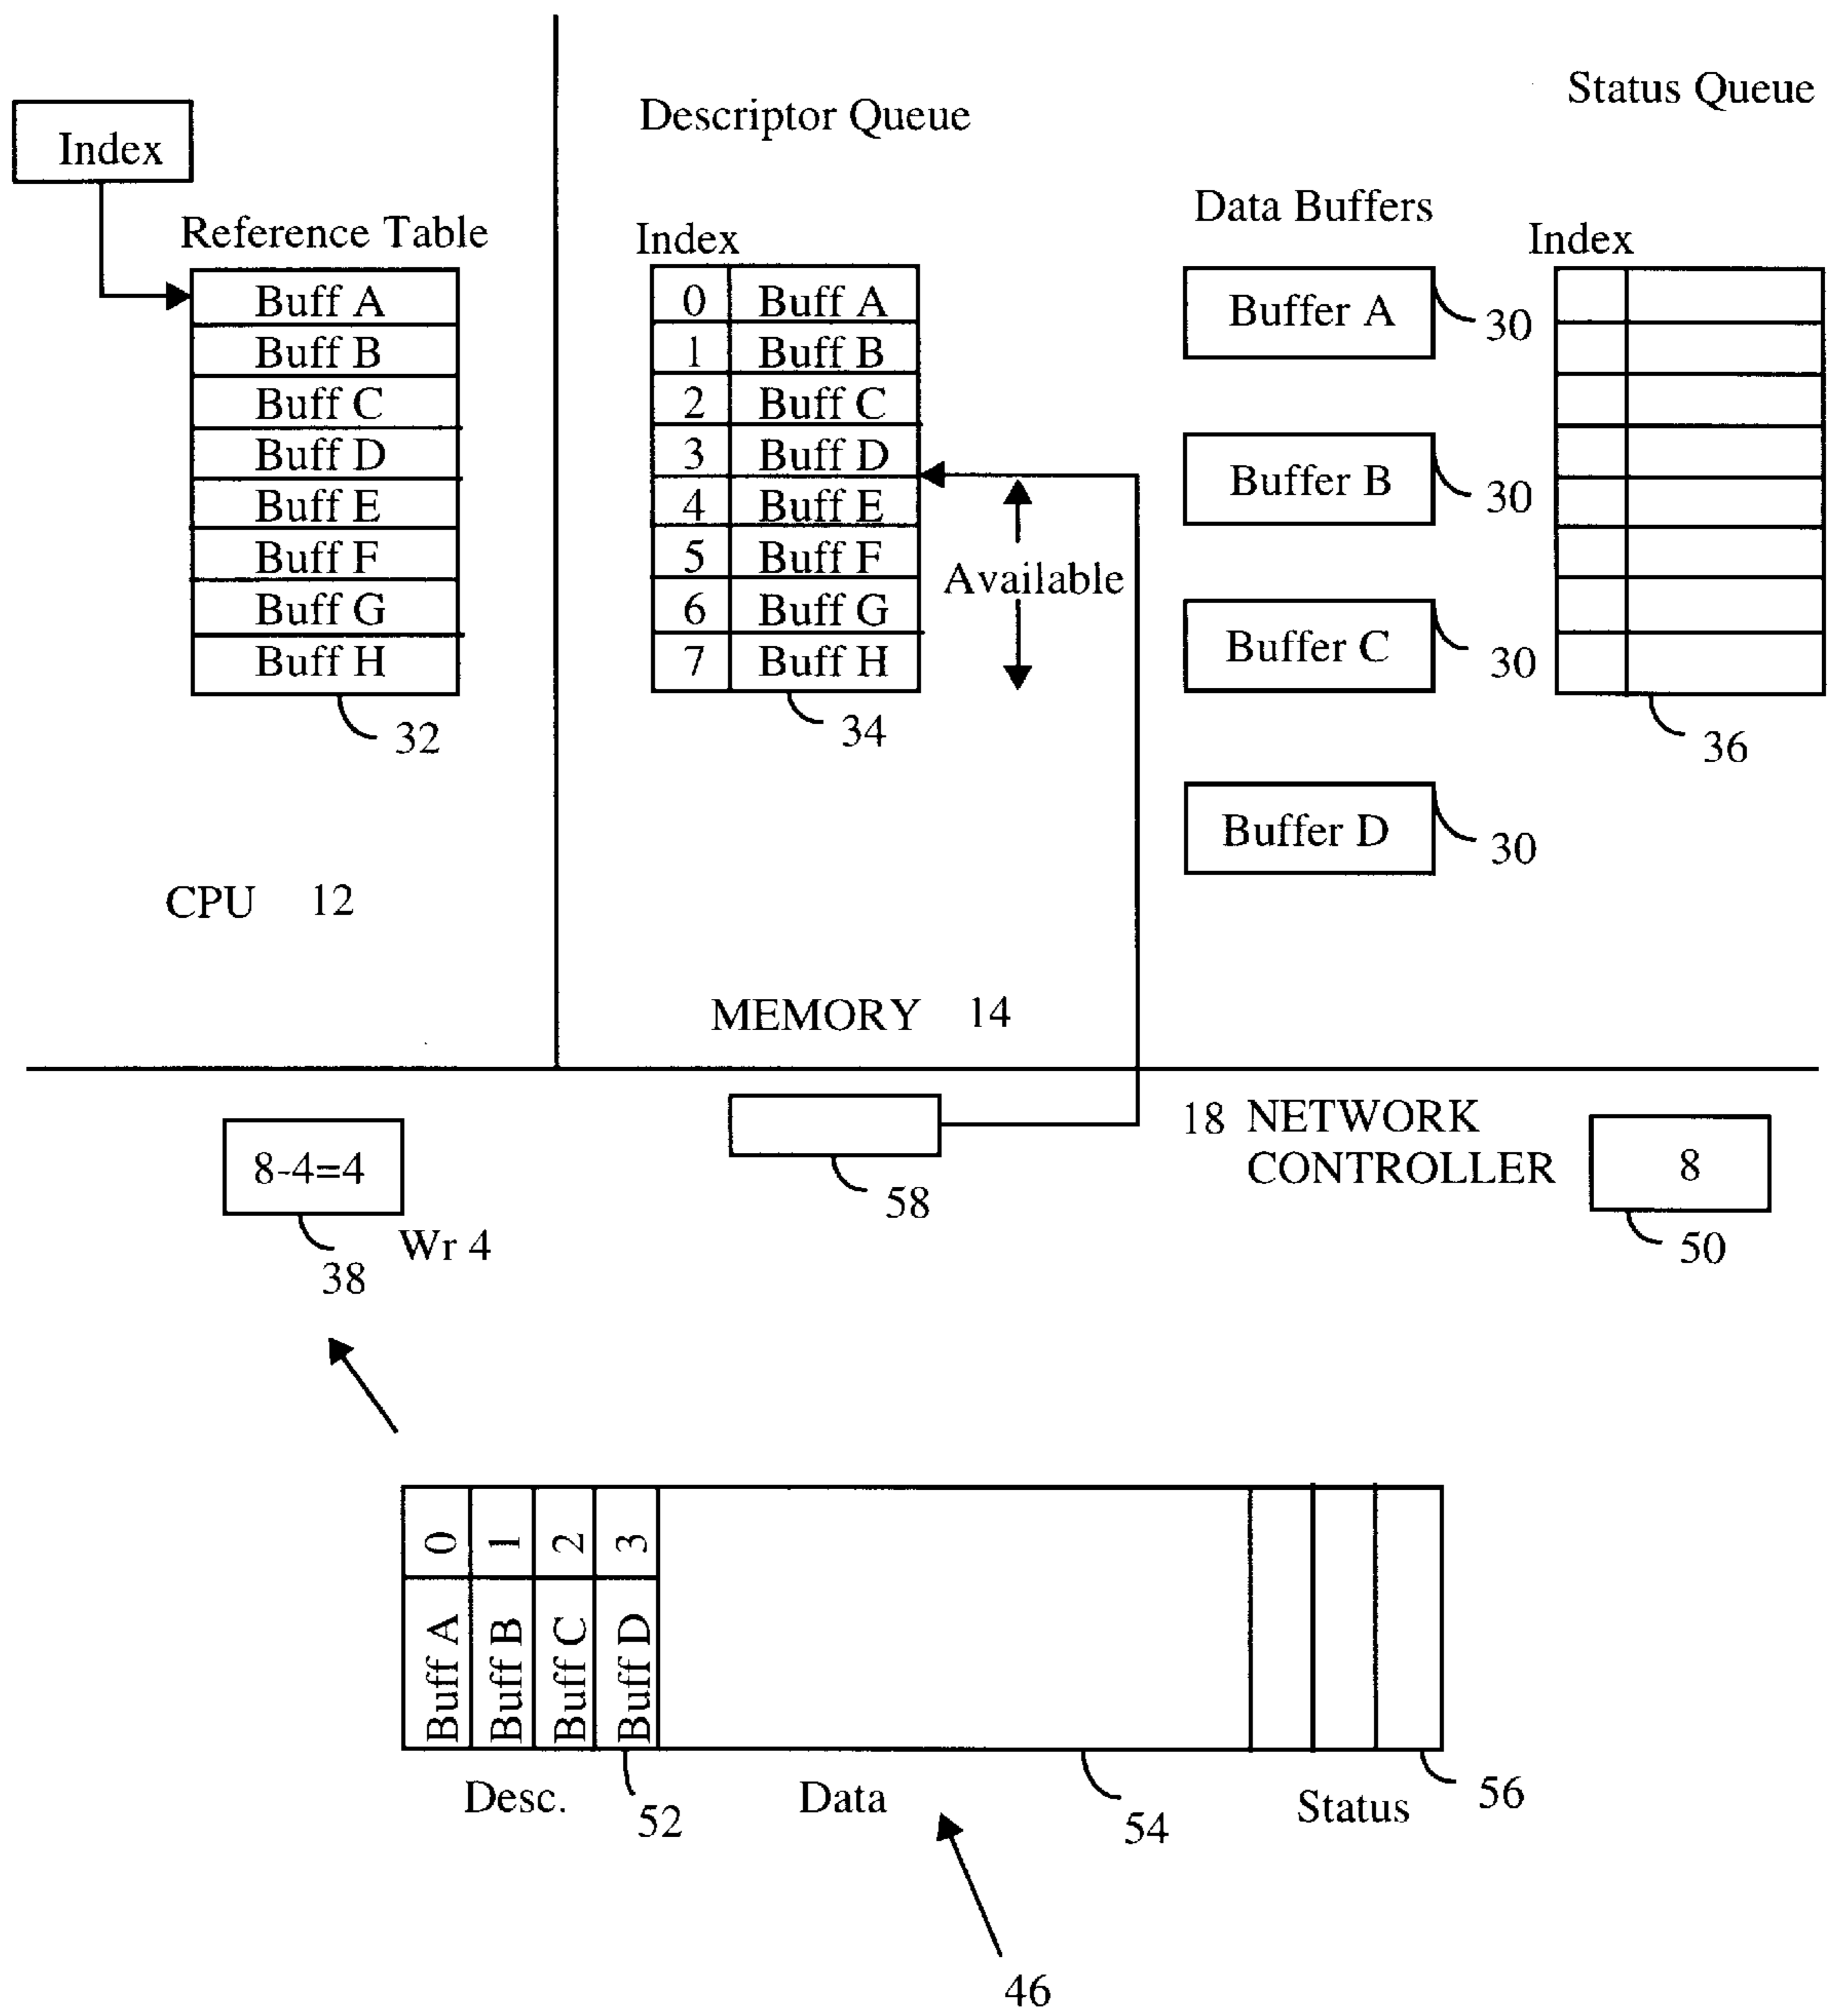 Status Queue
Descriptor Queue
Index
Data Buffers
Reference Table
Index
Index
Buff A
Buff B
Buff C
Buff D
Buff E
Buff F
Buff G
Buff H
32
0 Buff A
1 Buff B
2 Buff C
3 Buff D
4 Buff E
5 Buff F
6 Buff G
7 Buff H
34
Available
Buffer A 30
Buffer B 30
Buffer C 30
Buffer D 30
36
CPU 12
MEMORY 14
8-4=4
38
Wr 4
58
18 NETWORK
CONTROLLER
8
50
0 1 2 3
Buff A Buff B Buff C Buff D
Desc.
52
Data
54
Status
56
46